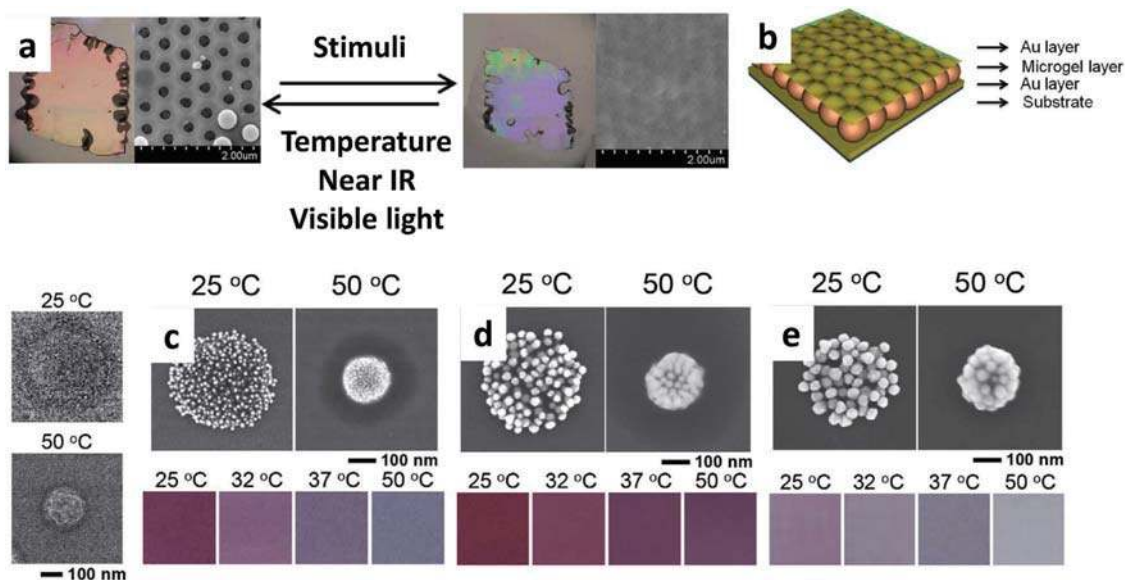 a
Stimuli
Temperature
Near IR
Visible light
2.00um
2.00um
b
Au layer
Microgel layer
Au layer
Substrate
25 °C
50 °C
100 nm
c
25 °C 50 °C
100 nm
25 °C 32 °C 37 °C 50 °C
d
25 °C 50 °C
100 nm
25 °C 32 °C 37 °C 50 °C
e
25 °C 50 °C
100 nm
25 °C 32 °C 37 °C 50 °C